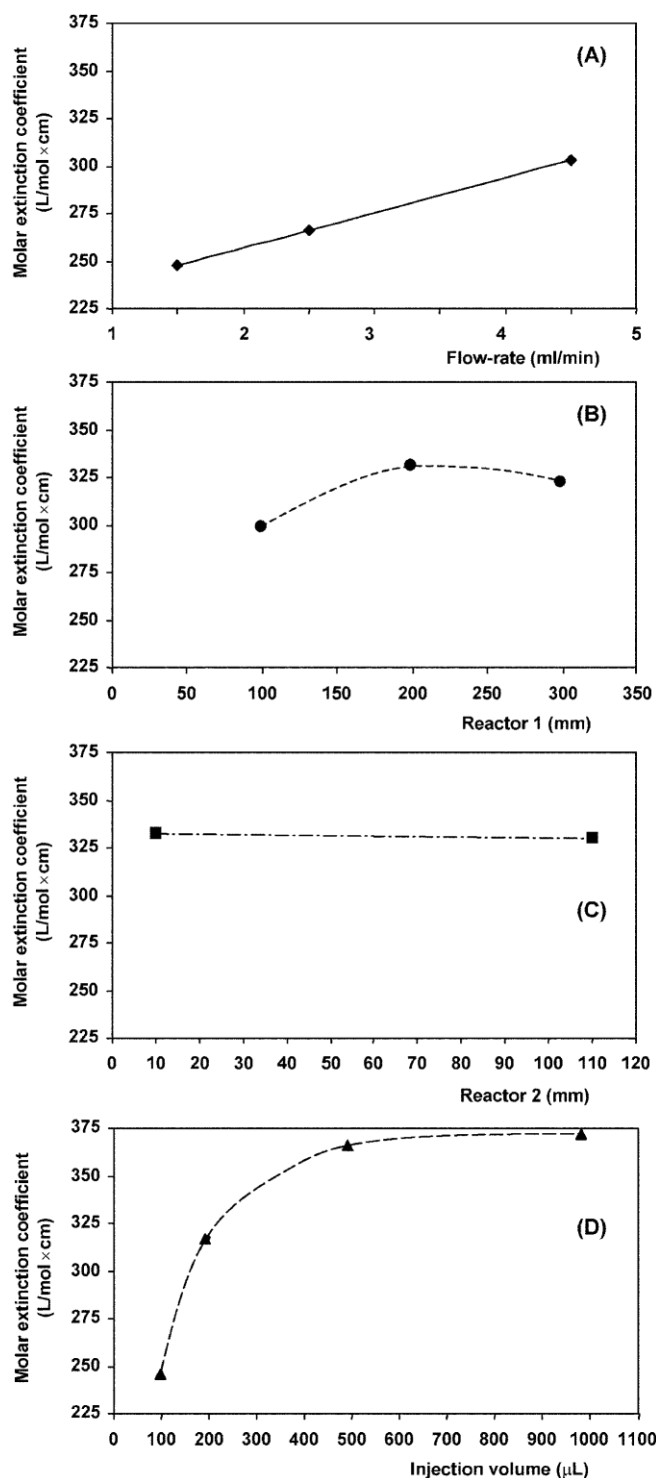 Molar extinction coefficient
(L/mol×cm)
375
350
325
300
275
250
225
(A)
1 2 3 4 5
Flow-rate (ml/min)
Molar extinction coefficient
(L/mol×cm)
375
350
325
300
275
250
225
(B)
0 50 100 150 200 250 300 350
Reactor 1 (mm)
Molar extinction coefficient
(L/mol×cm)
375
350
325
300
275
250
225
(C)
0 10 20 30 40 50 60 70 80 90 100 110 120
Reactor 2 (mm)
Molar extinction coefficient
(L/mol×cm)
375
350
325
300
275
250
225
(D)
0 100 200 300 400 500 600 700 800 900 1000 1100
Injection volume (μL)